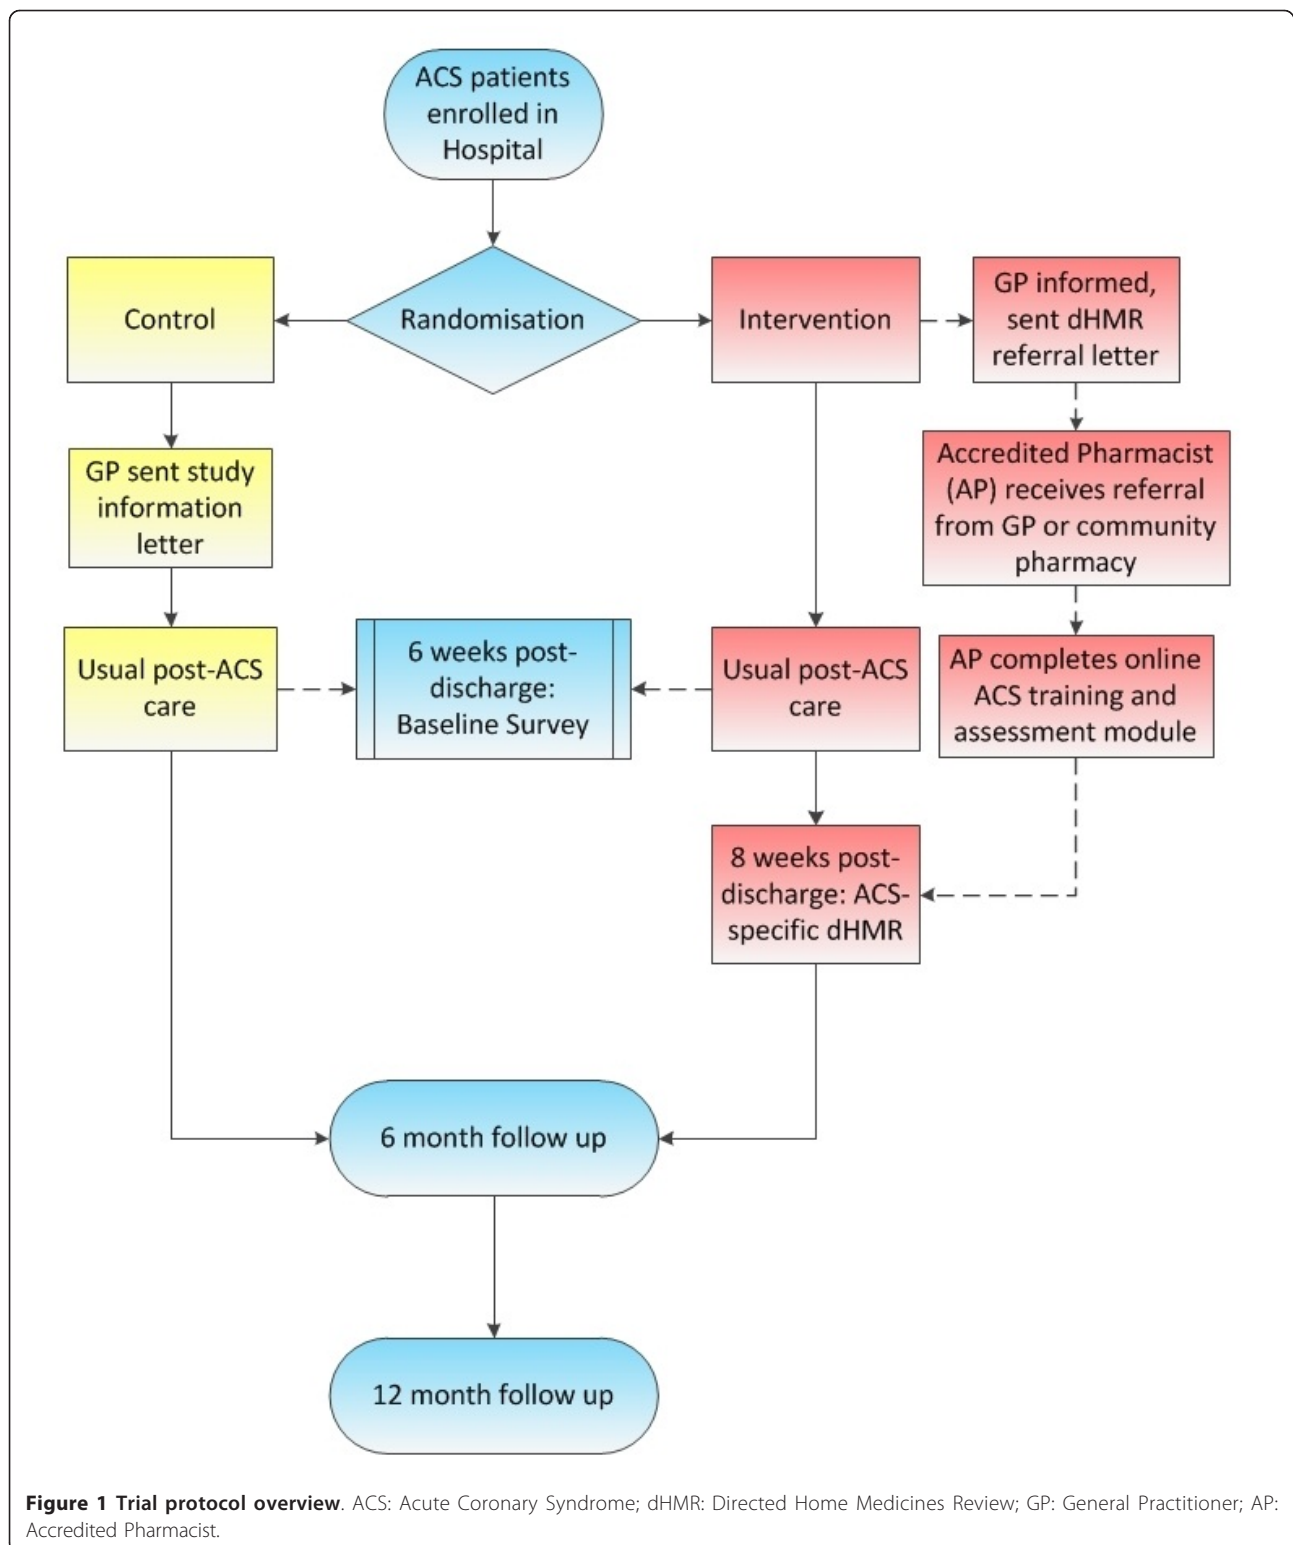 ACS patients
enrolled in
Hospital
Control
Randomisation
Intervention
GP informed,
sent dHMR
referral letter
GP sent study
information
letter
Accredited Pharmacist
(AP) receives referral
from GP or community
pharmacy
Usual post-ACS
care
6 weeks post-
discharge:
Baseline Survey
Usual post-ACS
care
AP completes online
ACS training and
assessment module
8 weeks post-
discharge: ACS-
specific dHMR
6 month follow up
12 month follow up
Figure 1 Trial protocol overview. ACS: Acute Coronary Syndrome; dHMR: Directed Home Medicines Review; GP: General Practitioner; AP:
Accredited Pharmacist.